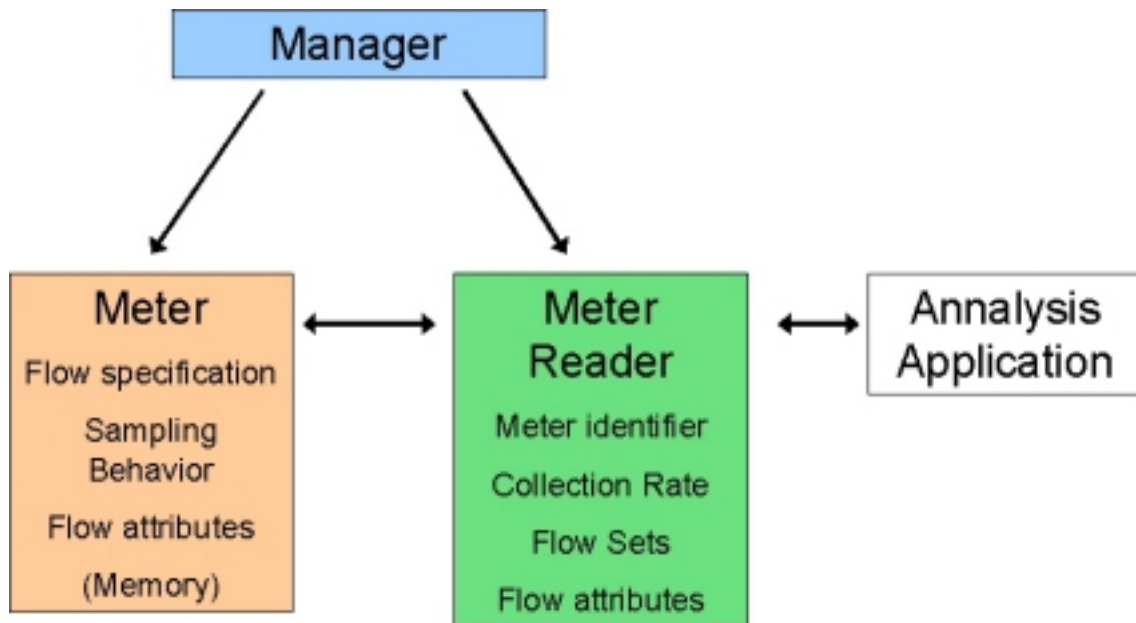 Manager
Meter
Flow specification
Sampling
Behavior
Flow attributes
(Memory)
Meter
Reader
Meter identifier
Collection Rate
Flow Sets
Flow attributes
Annalysis
Application